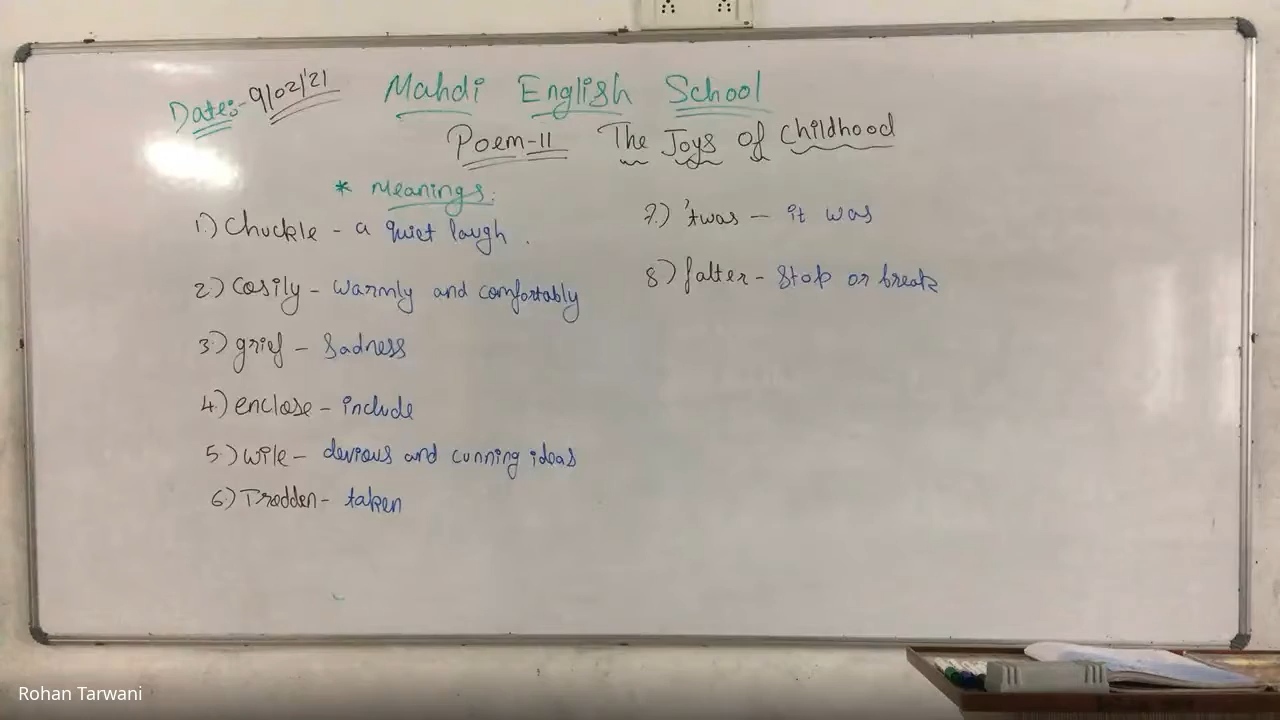 Date:- 9/02/'21
Mahdi English School
Poem-11 The Joys of Childhood
* Meanings:
1.) Chuckle - a quiet laugh.
2.) Cosily - Warmly and comfortably
3.) grief - Sadness
4.) enclose - include
5.) wile - devious and cunning ideas
6.) Trodden - taken
7.) 'twas - it was
8.) falter - Stop or break
Rohan Tarwani